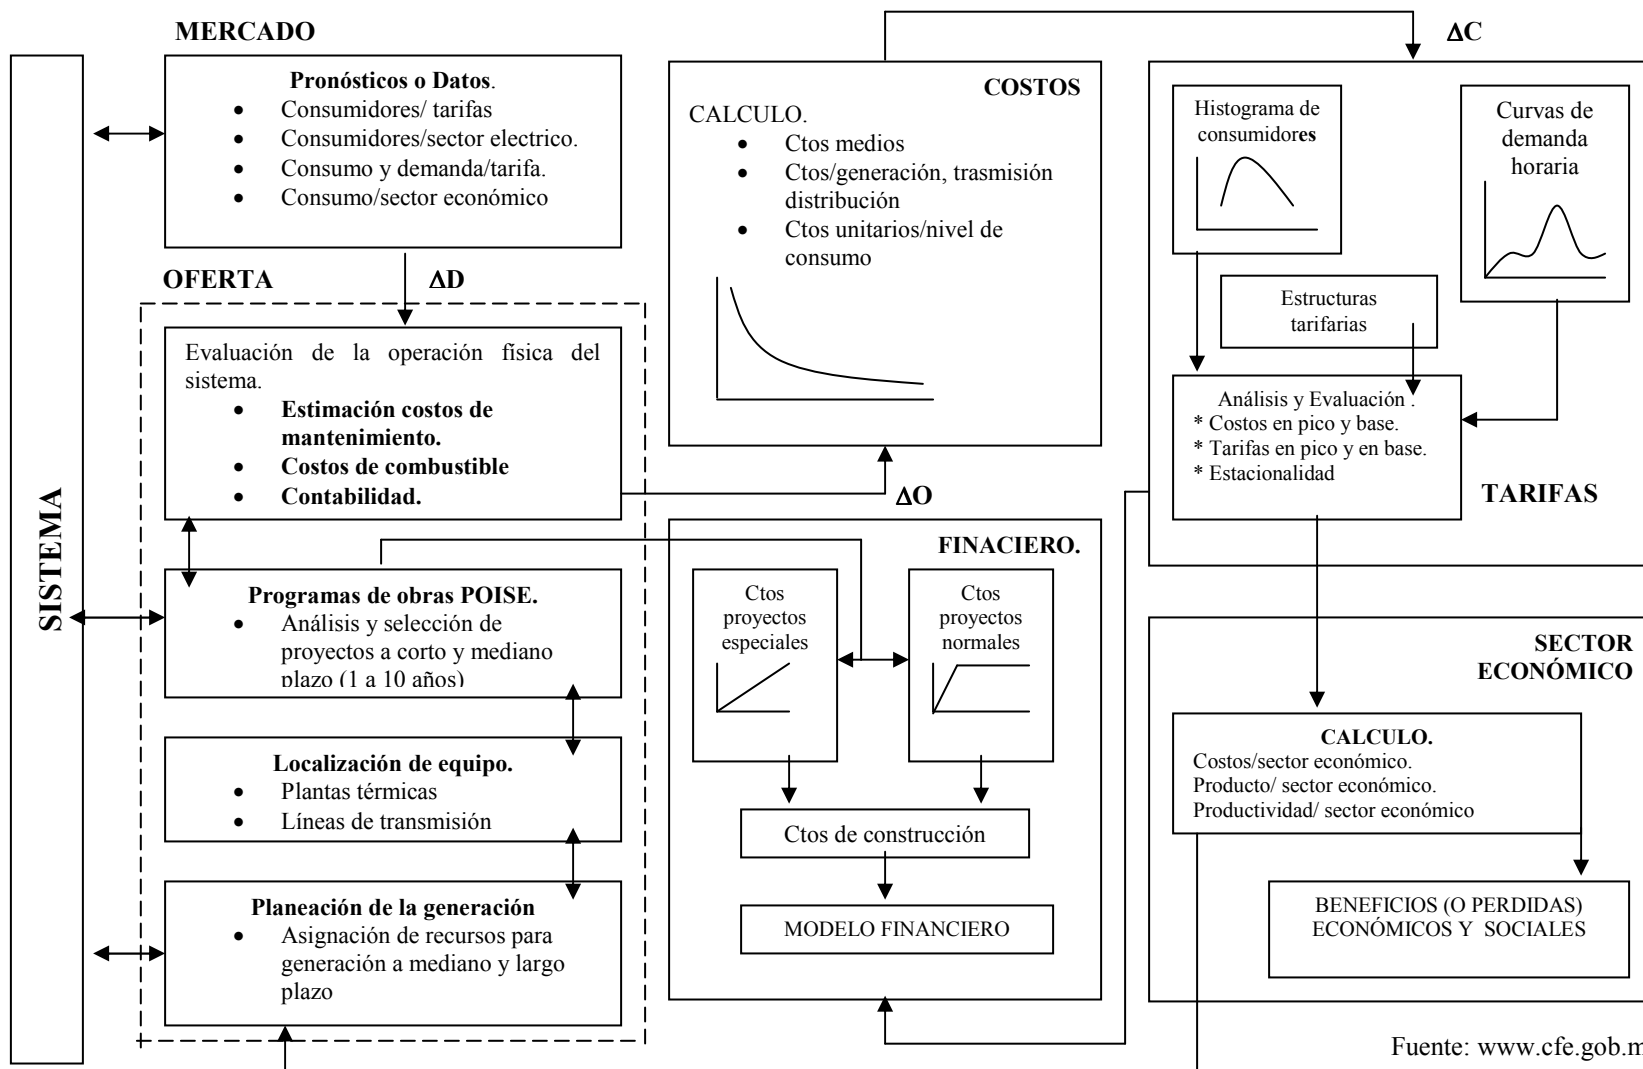 SISTEMA
MERCADO
Pronósticos o Datos.
• Consumidores/ tarifas
• Consumidores/sector electrico.
• Consumo y demanda/tarifa.
• Consumo/sector económico
OFERTA
ΔD
Evaluación de la operación física del
sistema.
• Estimación costos de
mantenimiento.
• Costos de combustible
• Contabilidad.
Programas de obras POISE.
• Análisis y selección de
proyectos a corto y mediano
plazo (1 a 10 años)
Localización de equipo.
• Plantas térmicas
• Líneas de transmisión
Planeación de la generación
• Asignación de recursos para
generación a mediano y largo
plazo
COSTOS
CALCULO.
• Ctos medios
• Ctos/generación, trasmisión
distribución
• Ctos unitarios/nivel de
consumo
ΔO
FINACIERO.
Ctos
proyectos
especiales
Ctos
proyectos
normales
Ctos de construcción
MODELO FINANCIERO
ΔC
Histograma de
consumidores
Curvas de
demanda
horaria
Estructuras
tarifarias
Análisis y Evaluación .
* Costos en pico y base.
* Tarifas en pico y en base.
* Estacionalidad
TARIFAS
SECTOR
ECONÓMICO
CALCULO.
Costos/sector económico.
Producto/ sector económico.
Productividad/ sector económico
BENEFICIOS (O PERDIDAS)
ECONÓMICOS Y SOCIALES
Fuente: www.cfe.gob.m